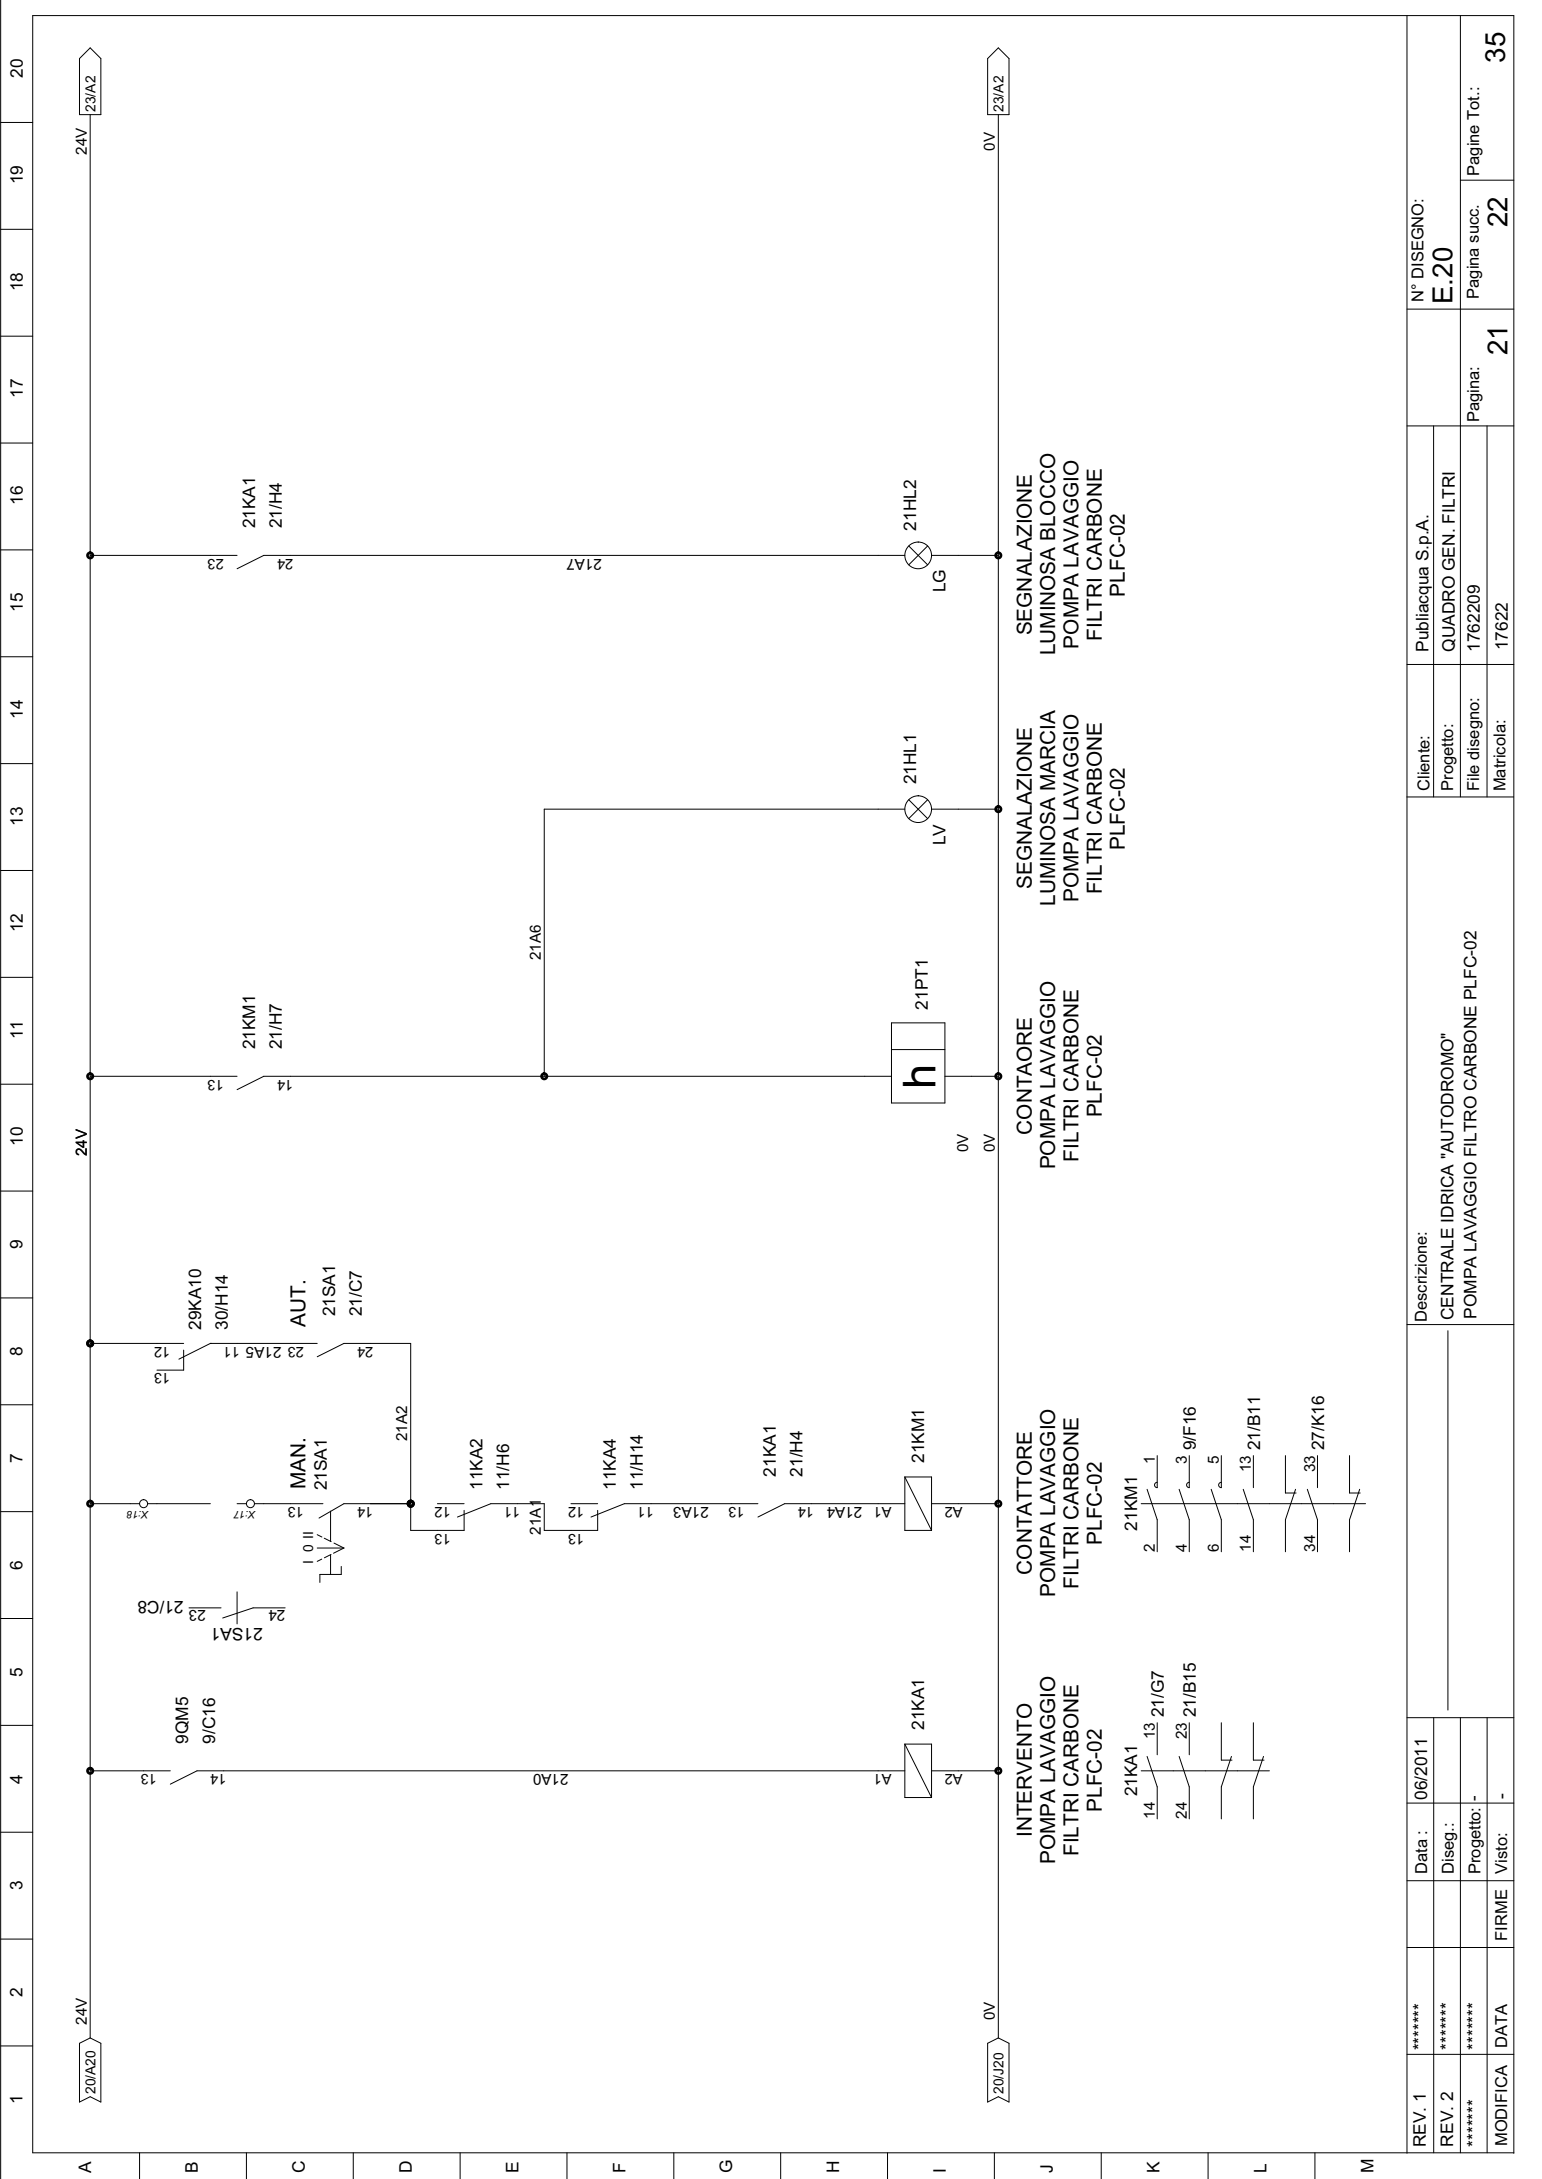 1 2 3 4 5 6 7 8 9 10 11 12 13 14 15 16 17 18 19 20
A
B
C
D
E
F
G
H
I
J
K
L
M
20/A20
24V
24V
24V
23/A2
9QM5
9/C16
13
14
21A0
A1
A2
21KA1
21/C8
23
24
21SA1
X:18
X:17
MAN.
21SA1
13
14
I 0 II
21A2
29KA10
30/H14
12
13
11
21A5
AUT.
21SA1
21/C7
23
24
11KA2
11/H6
12
13
11
21A1
11KA4
11/H14
12
13
11
21A3
21KA1
21/H4
13
14
21A4
A1
A2
21KM1
21KM1
21/H7
13
14
21A6
h
21PT1
0V
0V
LV
21HL1
21KA1
21/H4
23
24
21A7
LG
21HL2
20/J20
0V
0V
23/A2
INTERVENTO
POMPA LAVAGGIO
FILTRI CARBONE
PLFC-02
CONTATTORE
POMPA LAVAGGIO
FILTRI CARBONE
PLFC-02
CONTAORE
POMPA LAVAGGIO
FILTRI CARBONE
PLFC-02
SEGNALAZIONE
LUMINOSA MARCIA
POMPA LAVAGGIO
FILTRI CARBONE
PLFC-02
SEGNALAZIONE
LUMINOSA BLOCCO
POMPA LAVAGGIO
FILTRI CARBONE
PLFC-02
21KA1
14 13 21/G7
24 23 21/B15
21KM1
2 1
4 3 9/F16
6 5
14 13 21/B11
34 33 27/K16
REV. 1 *******
REV. 2 *******
******* *******
MODIFICA DATA FIRME
Data : 06/2011
Diseg.:
Progetto: -
Visto: -
Descrizione:
CENTRALE IDRICA "AUTODROMO"
POMPA LAVAGGIO FILTRO CARBONE PLFC-02
Cliente: Publiacqua S.p.A.
Progetto: QUADRO GEN. FILTRI
File disegno: 1762209
Matricola: 17622
N° DISEGNO:
E.20
Pagina: 21
Pagina succ. 22
Pagine Tot.: 35